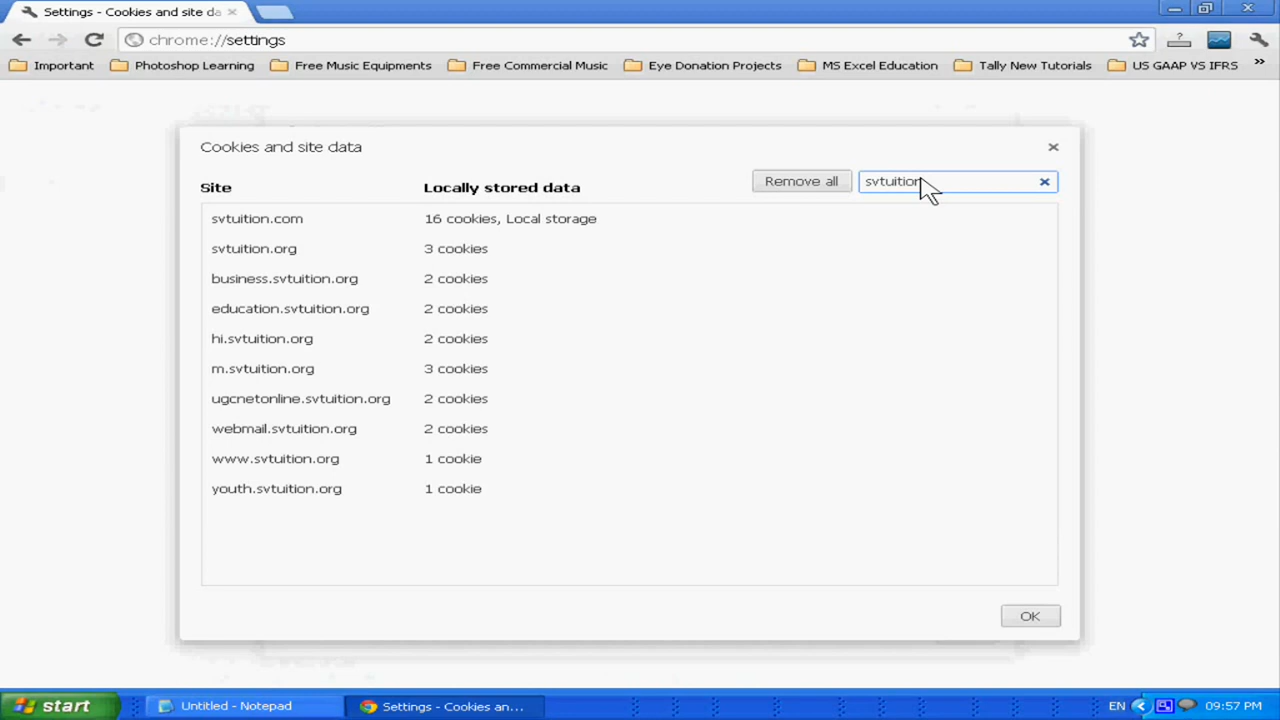 Settings - Cookies and site da
chrome://settings
Important Photoshop Learning Free Music Equipments Free Commercial Music Eye Donation Projects MS Excel Education Tally New Tutorials US GAAP VS IFRS »
Cookies and site data
Site Locally stored data Remove all svtuition
svtuition.com 16 cookies, Local storage
svtuition.org 3 cookies
business.svtuition.org 2 cookies
education.svtuition.org 2 cookies
hi.svtuition.org 2 cookies
m.svtuition.org 3 cookies
ugcnetonline.svtuition.org 2 cookies
webmail.svtuition.org 2 cookies
www.svtuition.org 1 cookie
youth.svtuition.org 1 cookie
OK
start Untitled - Notepad Settings - Cookies an... EN 09:57 PM